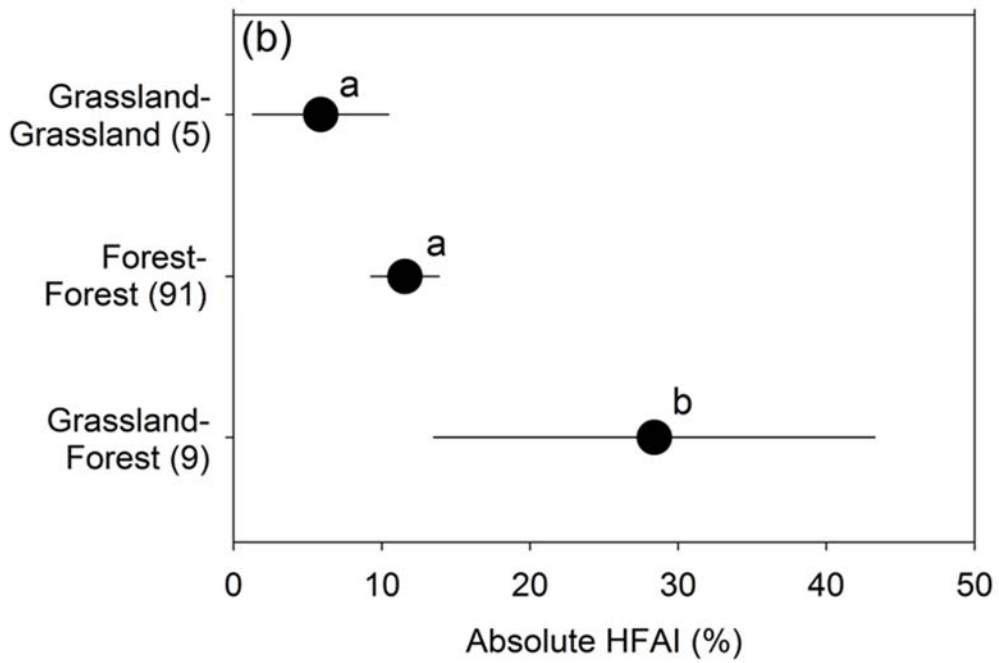 (b)
Grassland-
Grassland (5)
a
Forest-
Forest (91)
a
Grassland-
Forest (9)
b
0 10 20 30 40 50
Absolute HFAI (%)